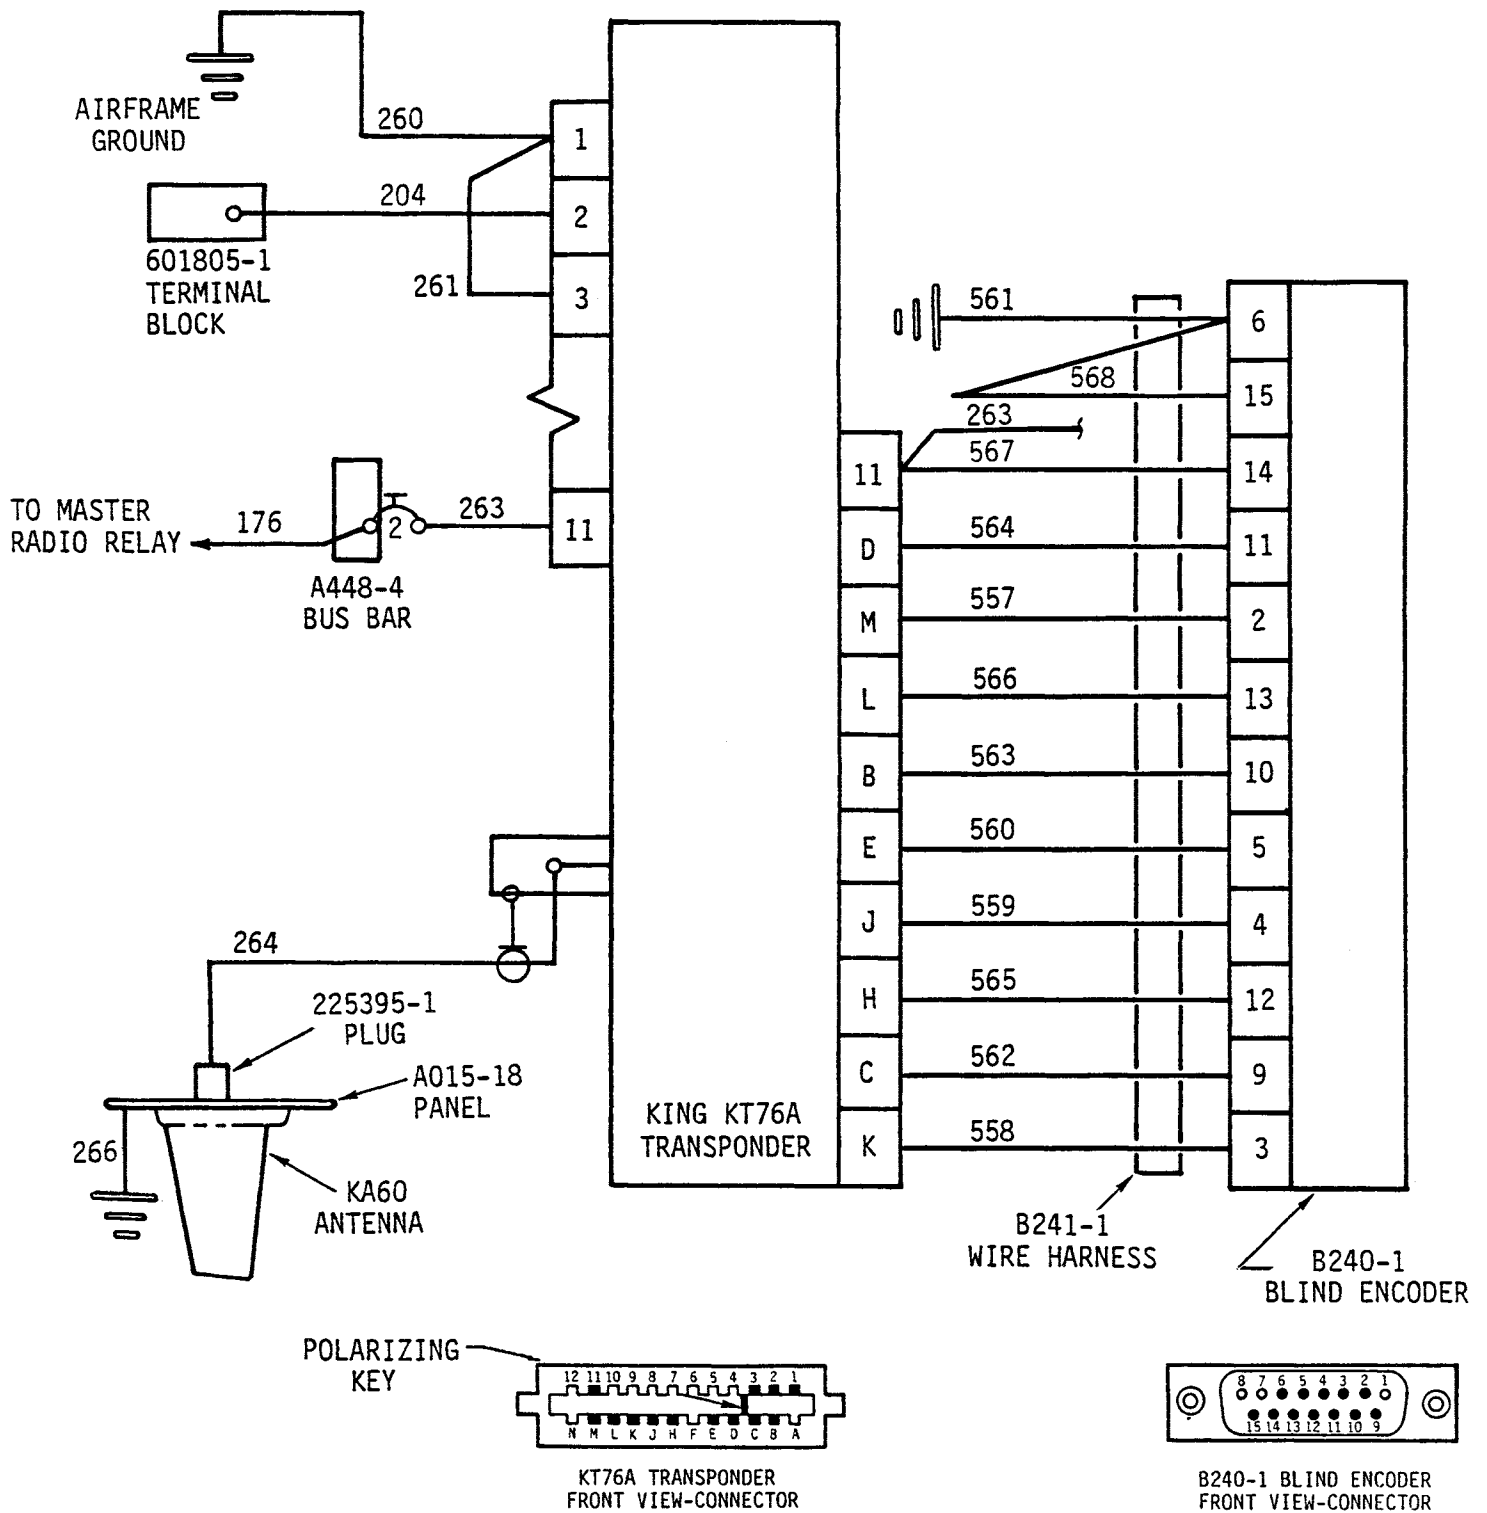 AIRFRAME
GROUND
260
1
204
2
601805-1
TERMINAL
BLOCK
261
3
561
6
568
15
263
11
567
14
TO MASTER
RADIO RELAY
176
2
263
11
A448-4
BUS BAR
D
564
11
M
557
2
L
566
13
B
563
10
E
560
5
J
559
4
264
H
565
12
225395-1
PLUG
A015-18
PANEL
C
562
9
KING KT76A
TRANSPONDER
K
558
3
266
KA60
ANTENNA
B241-1
WIRE HARNESS
B240-1
BLIND ENCODER
POLARIZING
KEY
12 11 10 9 8 7 6 5 4 3 2 1
N M L K J H F E D C B A
KT76A TRANSPONDER
FRONT VIEW-CONNECTOR
8 7 6 5 4 3 2 1
15 14 13 12 11 10 9
B240-1 BLIND ENCODER
FRONT VIEW-CONNECTOR